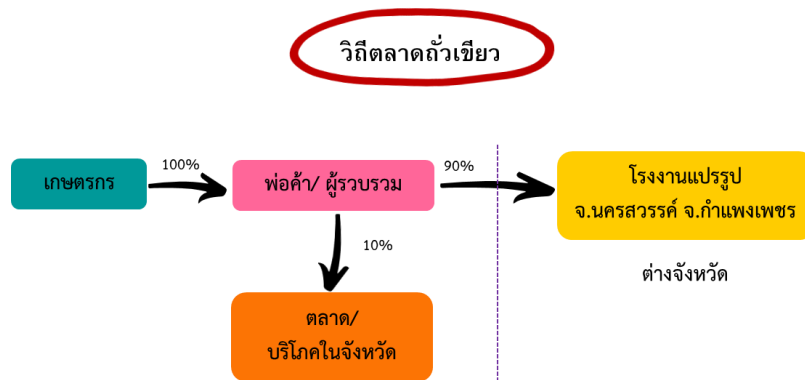 วิถีตลาดถั่วเขียว
เกษตรกร
100%
พ่อค้า/ ผู้รวบรวม
90%
โรงงานแปรรูป
จ.นครสวรรค์ จ.กำแพงเพชร
ต่างจังหวัด
10%
ตลาด/
บริโภคในจังหวัด